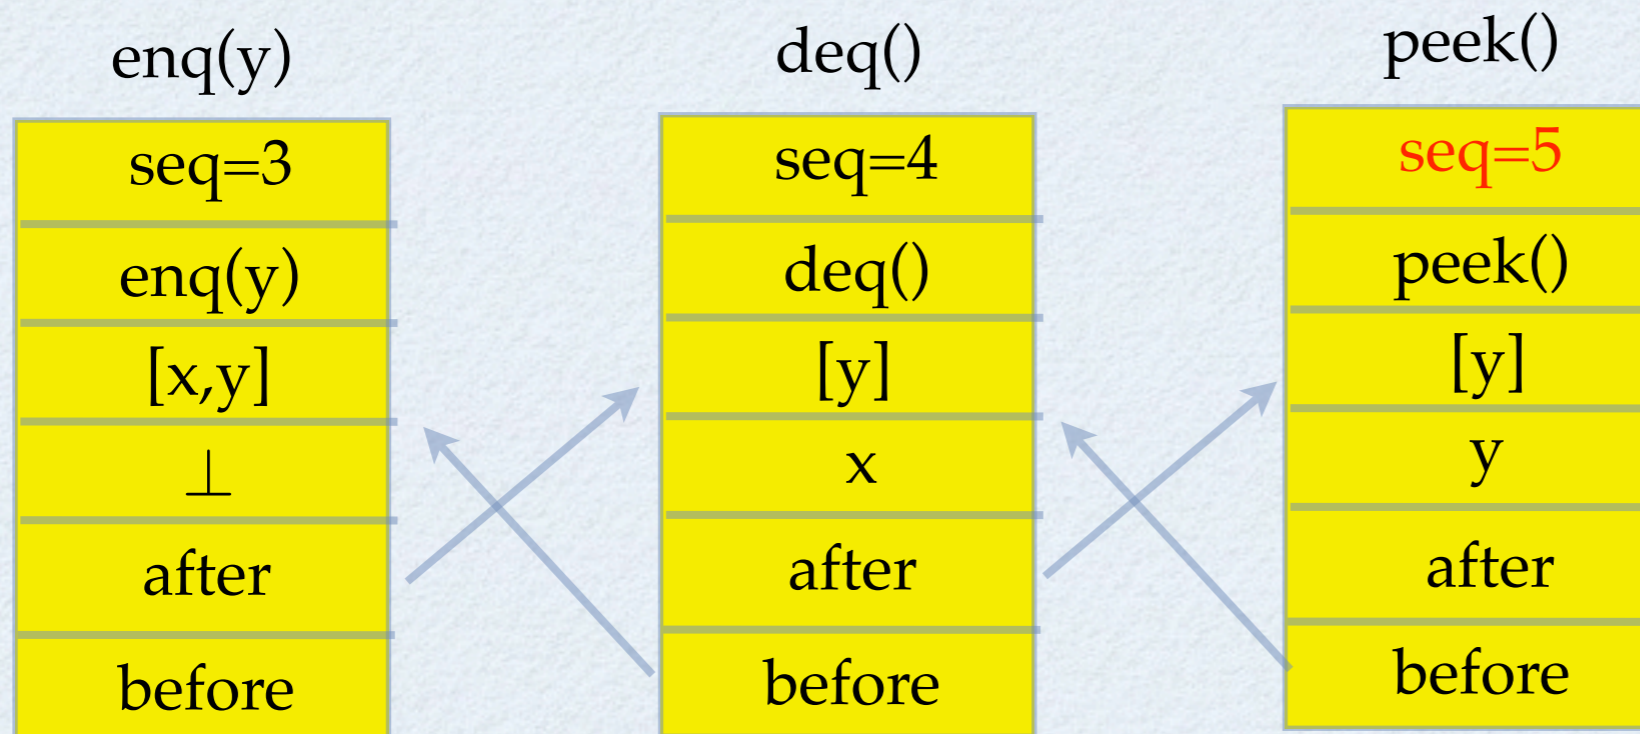 enq(y)
seq=3
enq(y)
[x,y]
⊥
after
before
deq()
seq=4
deq()
[y]
x
after
before
peek()
seq=5
peek()
[y]
y
after
before